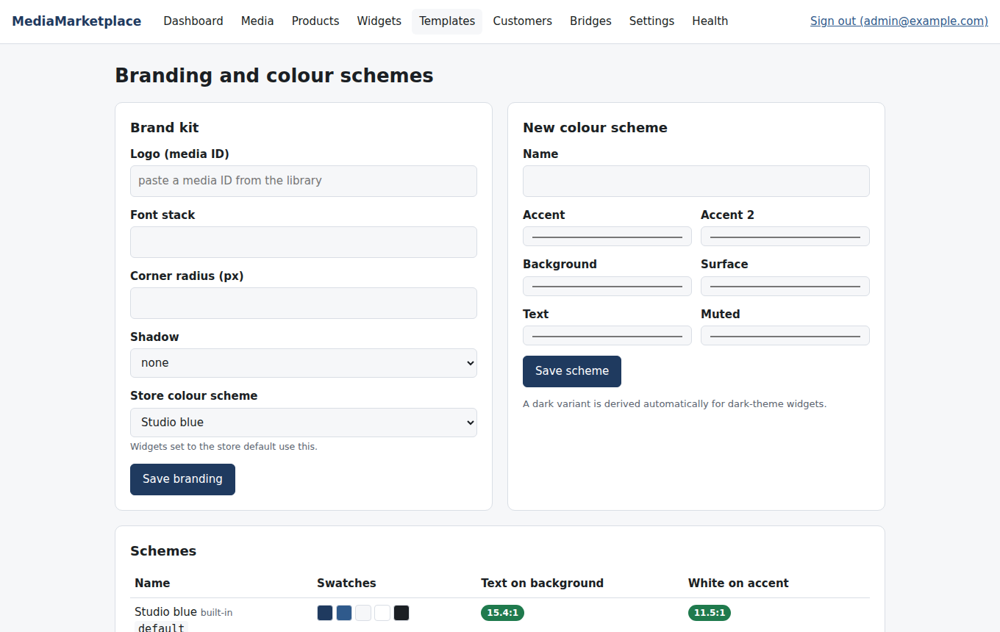 MediaMarketplace Dashboard Media Products Widgets Templates Customers Bridges Settings Health Sign out (admin@example.com)
Branding and colour schemes
Brand kit
Logo (media ID)
paste a media ID from the library
Font stack
Corner radius (px)
Shadow
none
Store colour scheme
Studio blue
Widgets set to the store default use this.
Save branding
New colour scheme
Name
Accent Accent 2
Background Surface
Text Muted
Save scheme
A dark variant is derived automatically for dark-theme widgets.
Schemes
Name Swatches Text on background White on accent
Studio blue built-in 15.4:1 11.5:1
default